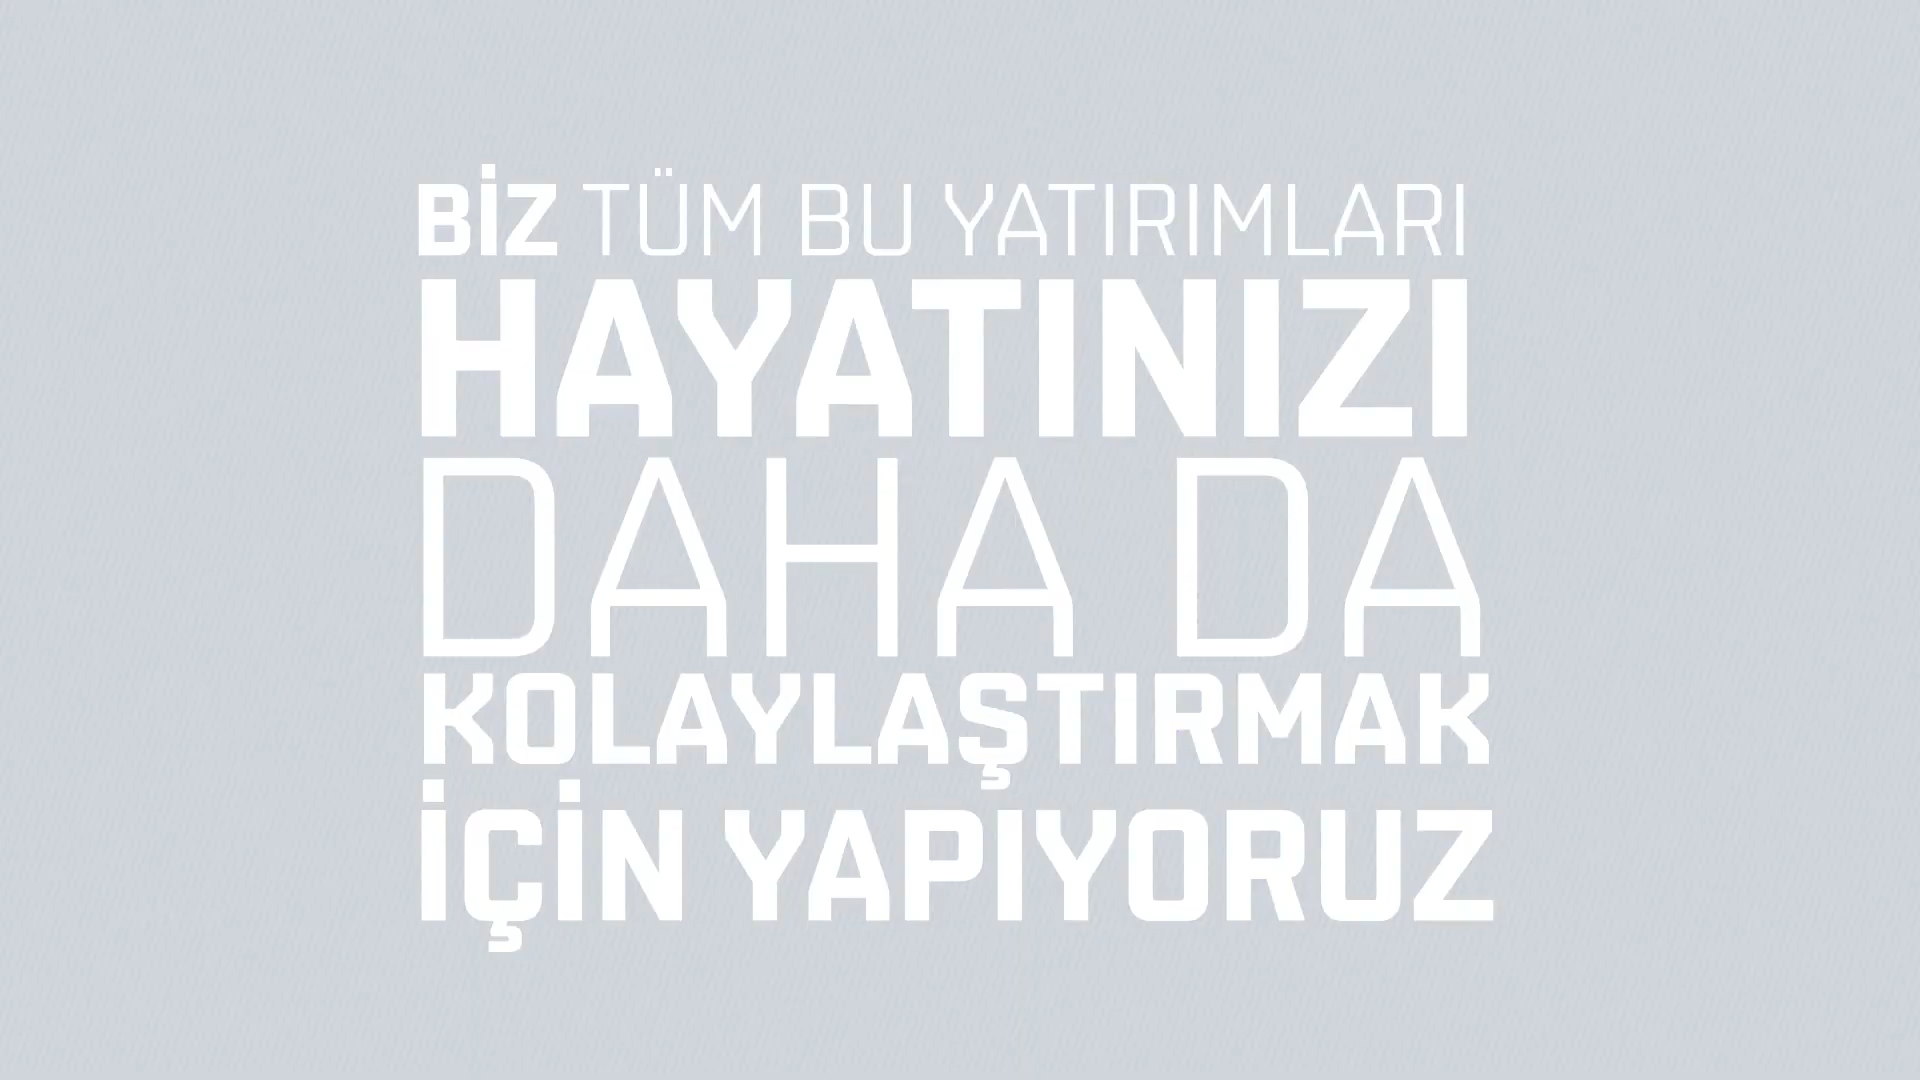 BİZ TÜM BU YATIRIMLARI
HAYATINIZI
DAHA DA
KOLAYLAŞTIRMAK
İÇİN YAPIYORUZ